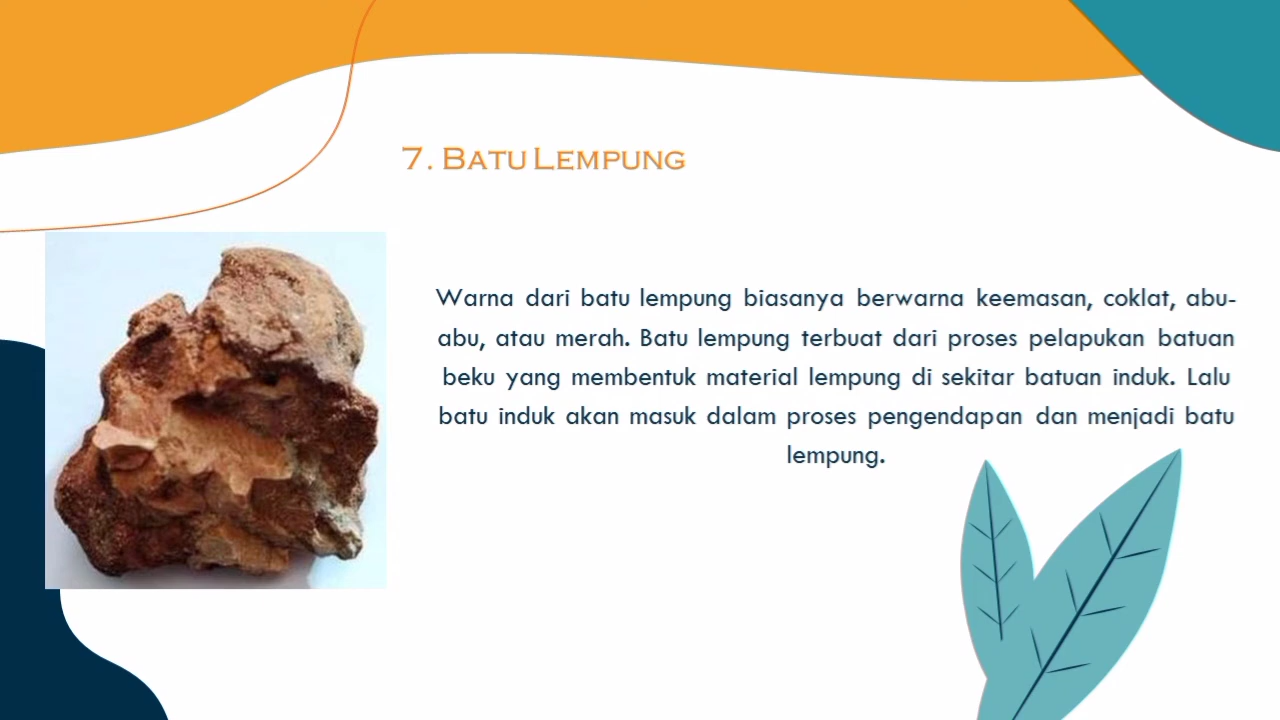 7. Batu Lempung
Warna dari batu lempung biasanya berwarna keemasan, coklat, abu-
abu, atau merah. Batu lempung terbuat dari proses pelapukan batuan
beku yang membentuk material lempung di sekitar batuan induk. Lalu
batu induk akan masuk dalam proses pengendapan dan menjadi batu
lempung.